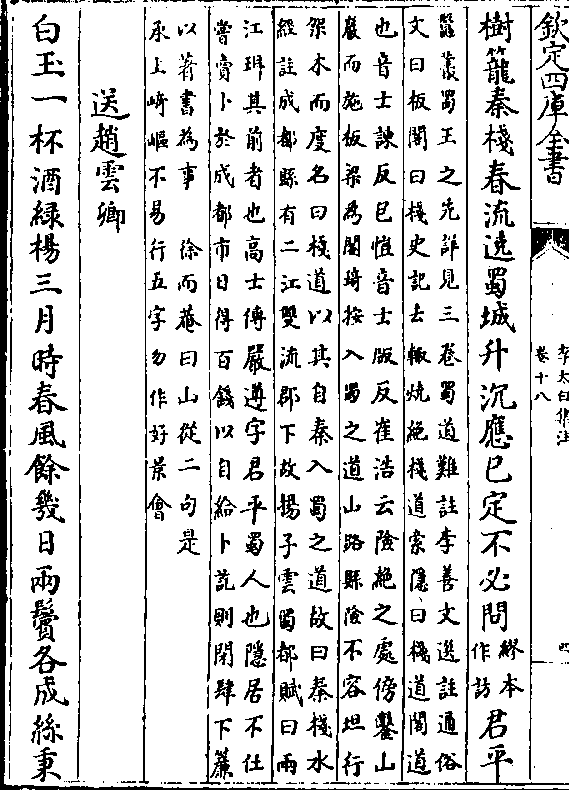 欽定四庫全書
李太白集注
卷十八
樹籠秦棧春流遶蜀城升沉應已定不必問繆本作訪君平
蠶叢蜀王之先詳見三卷蜀道難註李善文選註通俗
文曰板閣曰棧史記去輒燒絶棧道索隱曰棧道閣道
也音士諫反包愷音士版反崔浩云險絶之處傍鑿山
巖而施板梁為閣琦按入蜀之道山路縣險不容坦行
架木而度名曰棧道以其自秦入蜀之道故曰秦棧水
經註成都縣有二江雙流郡下故揚子雲蜀都賦曰兩
江珥其前者也高士傳嚴遵字君平蜀人也隱居不仕
嘗賣卜於成都市日得百錢以自給卜訖則閉肆下簾
以著書為事 徐而菴曰山從二句是
承上崎嶇不易行五字勿作好景會
送趙雲卿
白玉一杯酒緑楊三月時春風餘幾日兩鬢各成絲秉